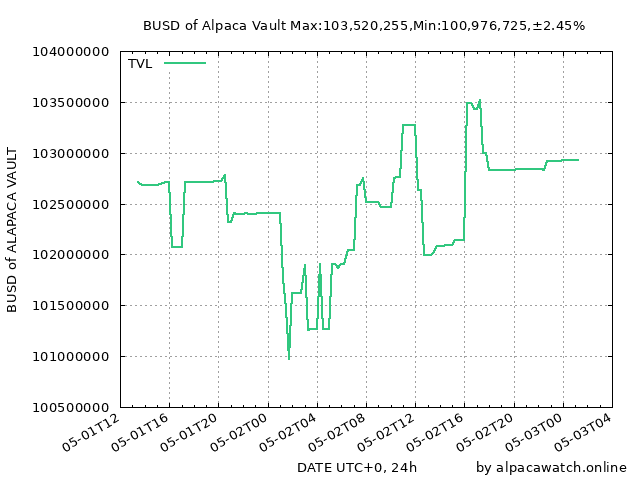 BUSD of Alpaca Vault Max:103,520,255,Min:100,976,725,±2.45%
104000000
TVL
103500000
103000000
102500000
102000000
101500000
101000000
100500000
BUSD of ALAPACA VAULT
05-01T12
05-01T16
05-01T20
05-02T00
05-02T04
05-02T08
05-02T12
05-02T16
05-02T20
05-03T00
05-03T04
DATE UTC+0, 24h
by alpacawatch.online